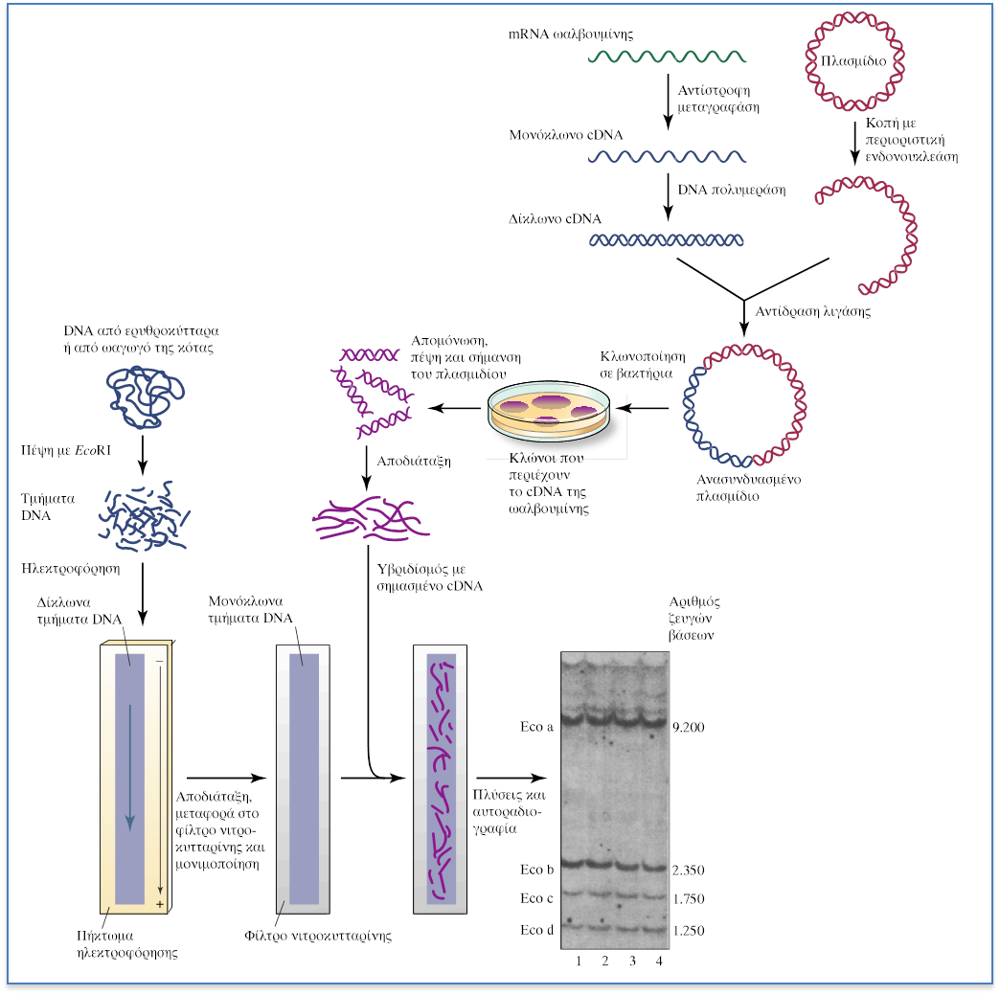 mRNA ωαλβουμίνης
Πλασμίδιο
Αντίστροφη
μεταγραφάση
Κοπή με
περιοριστική
ενδονουκλεάση
Μονόκλωνο cDNA
DNA πολυμεράση
Δίκλωνο cDNA
Αντίδραση λιγάσης
DNA από ερυθροκύτταρα
ή από ωαγωγό της κότας
Απομόνωση,
πέψη και σήμανση
του πλασμιδίου
Κλωνοποίηση
σε βακτήρια
Πέψη με EcoRI
Αποδιάταξη
Κλώνοι που
περιέχουν
το cDNA της
ωαλβουμίνης
Ανασυνδυασμένο
πλασμίδιο
Τμήματα
DNA
Ηλεκτροφόρηση
Υβριδίσμός με
σημασμένο cDNA
Δίκλωνα
τμήματα DNA
Μονόκλωνα
τμήματα DNA
Αριθμός
ζευγών
βάσεων
–
+
Eco a
9.200
Αποδιάταξη,
μεταφορά στο
φίλτρο νιτρο-
κυτταρίνης και
μονιμοποίηση
Πλύσεις και
αυτοραδιο-
γραφία
Eco b
2.350
Eco c
1.750
Eco d
1.250
Πήκτωμα
ηλεκτροφόρησης
Φίλτρο νιτροκυτταρίνης
1 2 3 4